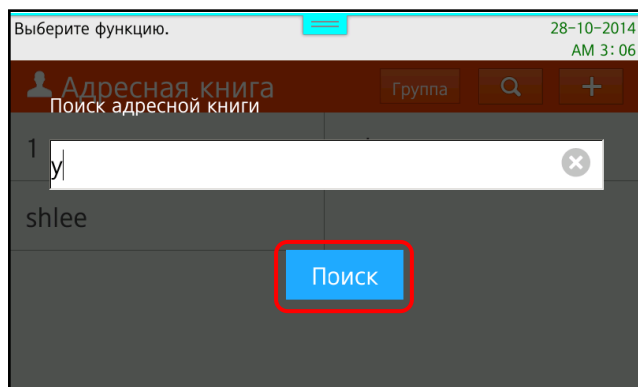 Выберите функцию.
28-10-2014
AM 3:06
Адресная книга
Группа
Поиск адресной книги
1
y
shlee
Поиск